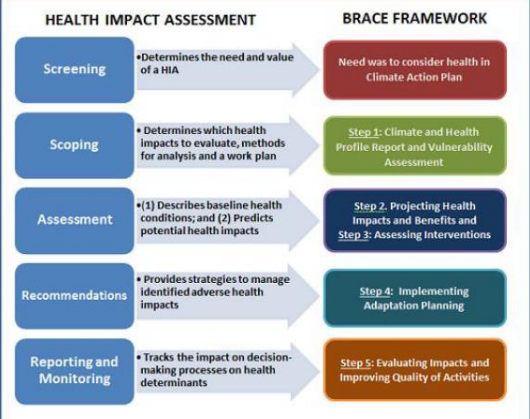 HEALTH IMPACT ASSESSMENT
BRACE FRAMEWORK
Screening
•Determines the need and value
of a HIA
Need was to consider health in
Climate Action Plan
Scoping
• Determines which health
impacts to evaluate, methods
for analysis and a work plan
Step 1: Climate and Health
Profile Report and Vulnerability
Assessment
Assessment
•(1) Describes baseline health
conditions; and (2) Predicts
potential health impacts
Step 2. Projecting Health
Impacts and Benefits and
Step 3: Assessing Interventions
Recommendations
• Provides strategies to manage
identified adverse health
impacts
Step 4: Implementing
Adaptation Planning
Reporting and
Monitoring
• Tracks the impact on decision-
making processes on health
determinants
Step 5: Evaluating Impacts and
Improving Quality of Activities